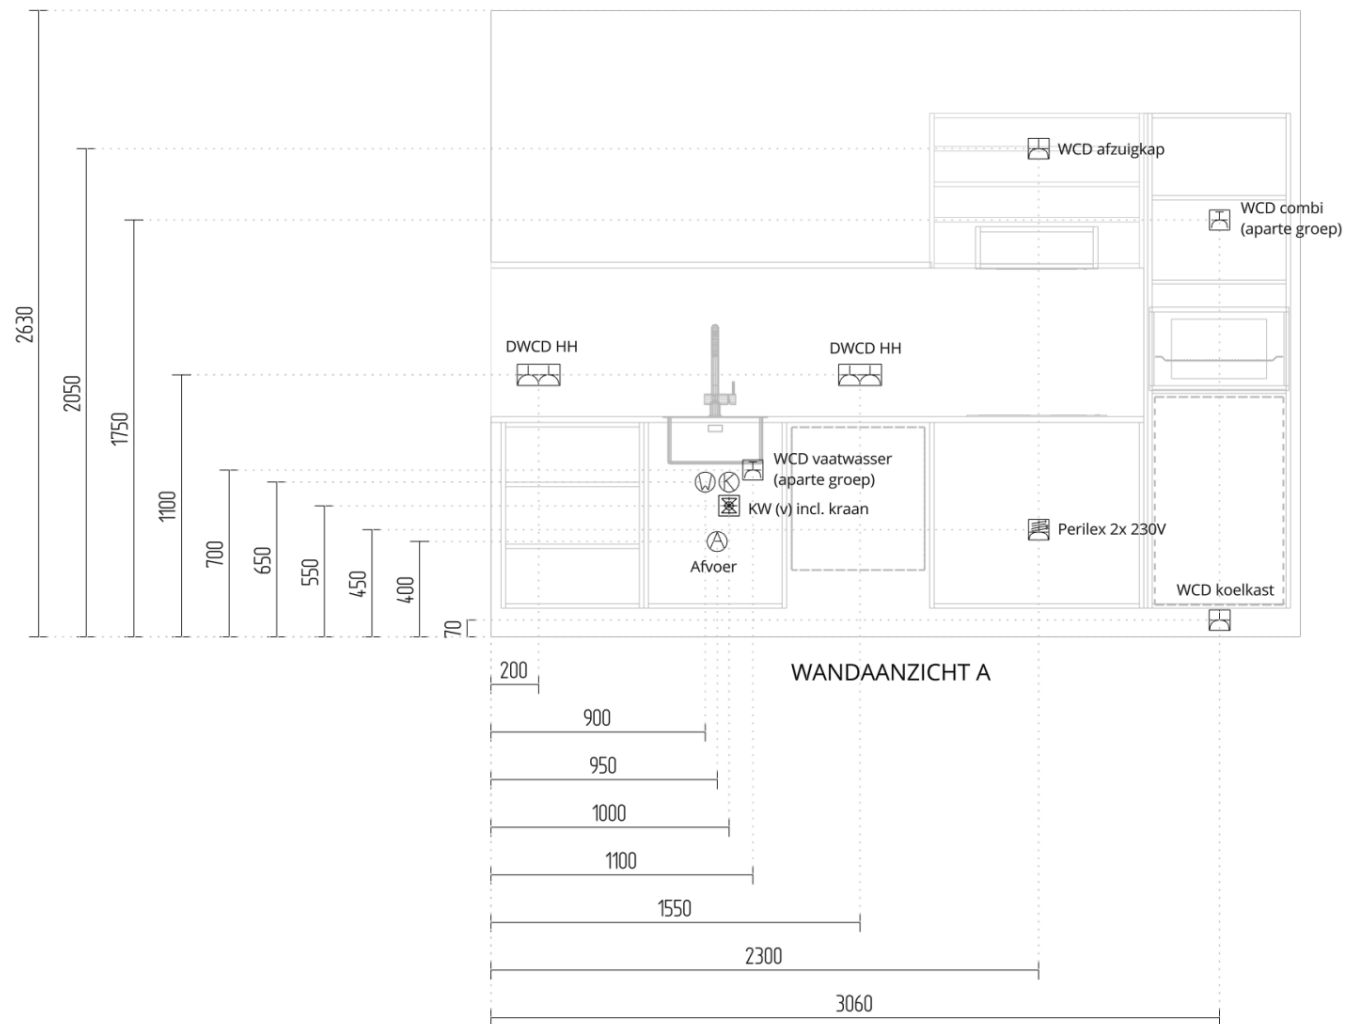 WCD afzuigkap
WCD combi
(aparte groep)
2630
2050
1750
DWCD HH
DWCD HH
1100
WCD vaatwasser
(aparte groep)
W
K
KW (v) incl. kraan
A
Afvoer
Perilex 2x 230V
WCD koelkast
700
650
550
450
400
70
WANDAANZICHT A
200
900
950
1000
1100
1550
2300
3060